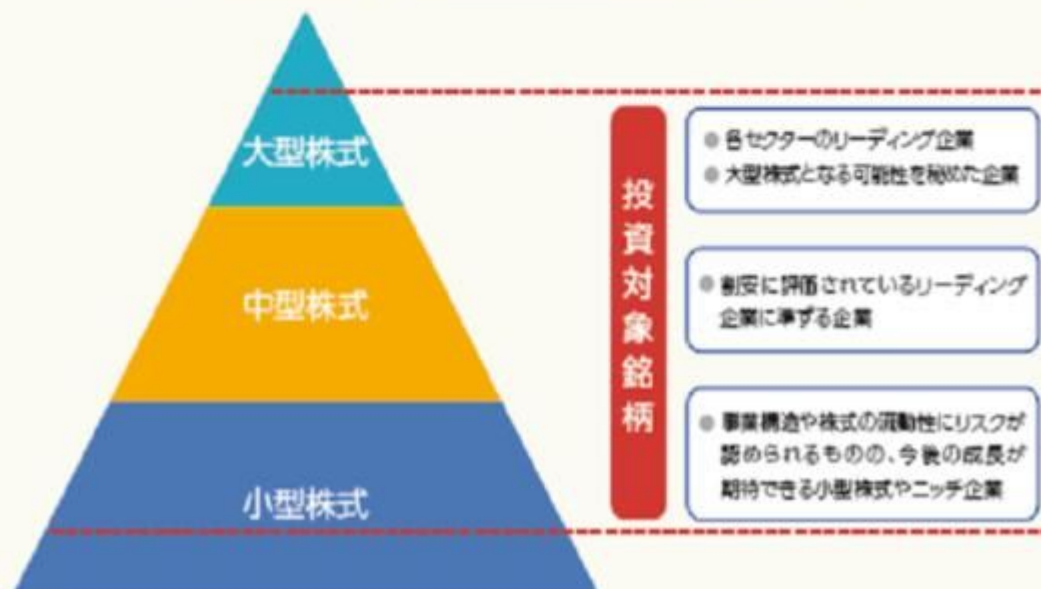 大型株式
中型株式
小型株式
投資対象銘柄
各セクターのリーディング企業
大型株式となる可能性を秘めた企業
割安に評価されているリーディング
企業に準ずる企業
事業構造や株式の流動性にリスクが
認められるものの、今後の成長が
期待できる小型株式やニッチ企業